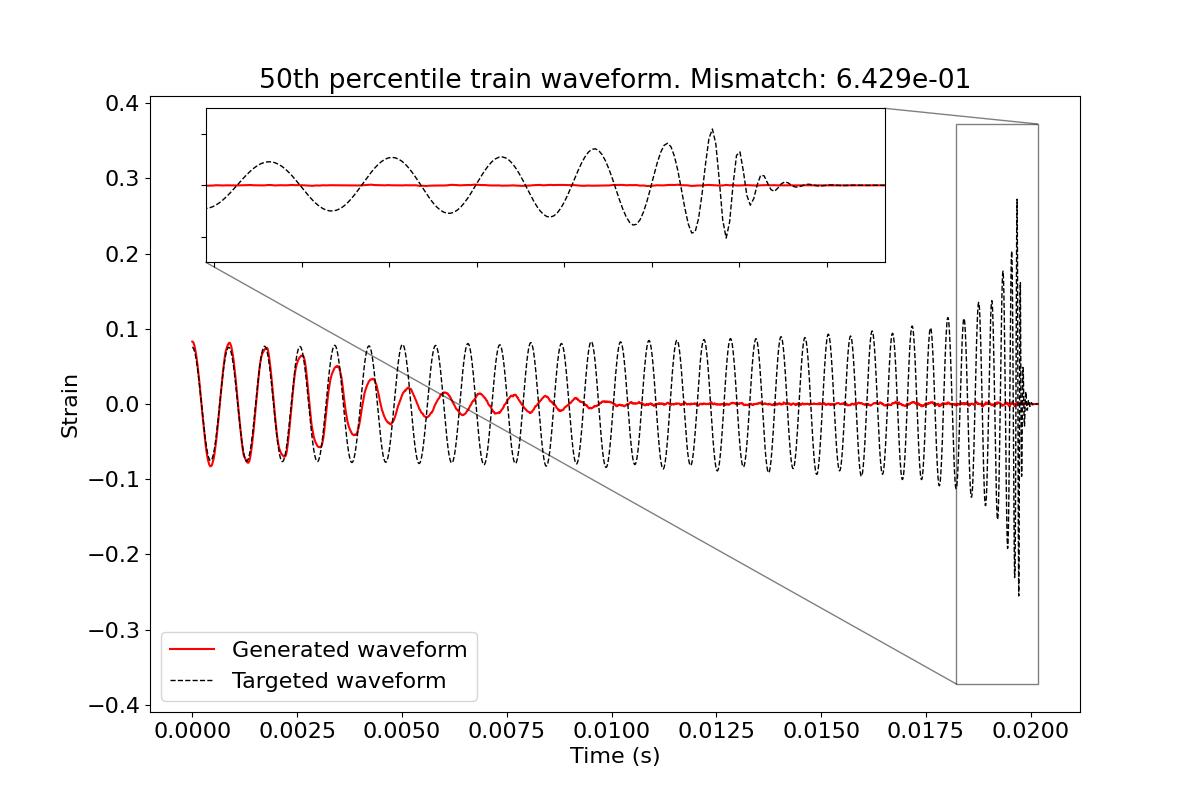 50th percentile train waveform. Mismatch: 6.429e-01
0.4
0.3
0.2
0.1
0.0
−0.1
−0.2
−0.3
−0.4
Strain
Generated waveform
Targeted waveform
0.0000 0.0025 0.0050 0.0075 0.0100 0.0125 0.0150 0.0175 0.0200
Time (s)